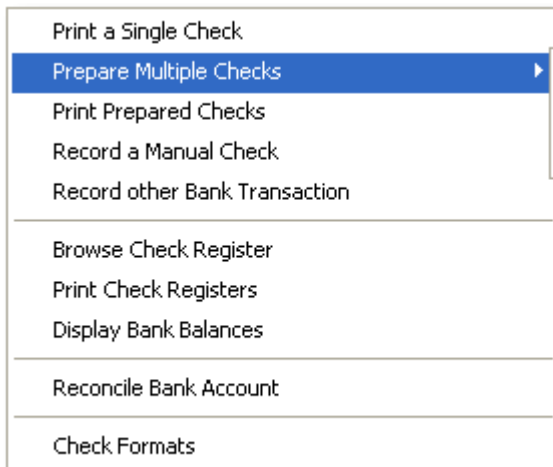 Print a Single Check
Prepare Multiple Checks
Print Prepared Checks
Record a Manual Check
Record other Bank Transaction
Browse Check Register
Print Check Registers
Display Bank Balances
Reconcile Bank Account
Check Formats